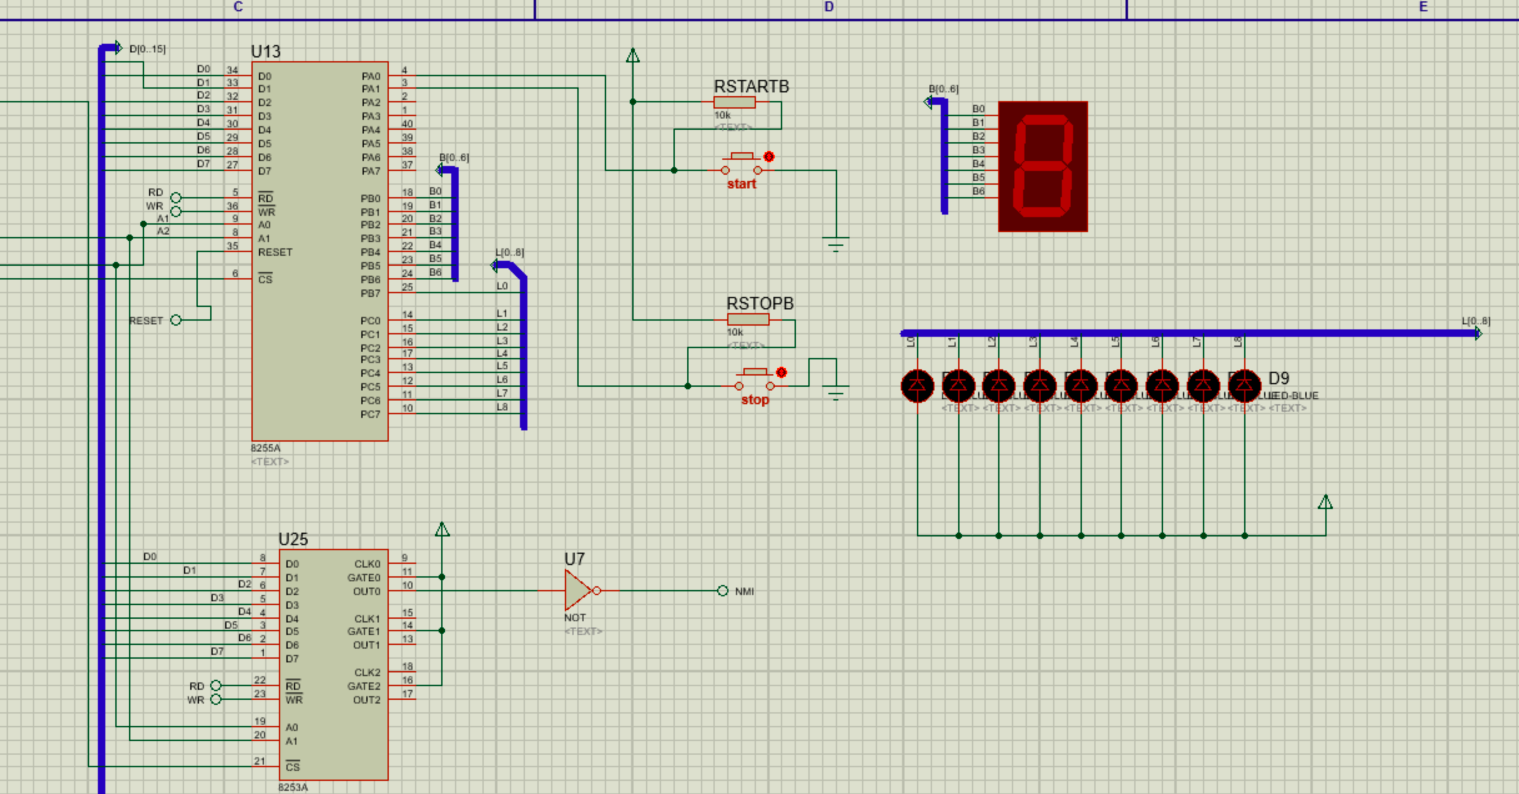 C D E
D[0..15]
U13
D0 34 D0 PA0 4
D1 33 D1 PA1 3
D2 32 D2 PA2 2
D3 31 D3 PA3 1
D4 30 D4 PA4 40
D5 29 D5 PA5 39
D6 28 D6 PA6 38
D7 27 D7 PA7 37
RD 5 RD PB0 18 B0
WR 36 WR PB1 19 B1
A1 9 A0 PB2 20 B2
A2 8 A1 PB3 21 B3
35 RESET PB4 22 B4
PB5 23 B5
6 CS PB6 24 B6
PB7 25 L0
RESET PC0 14 L1
PC1 15 L2
PC2 16 L3
PC3 17 L4
PC4 13 L5
PC5 12 L6
PC6 11 L7
PC7 10 L8
8255A
<TEXT>
B[0..6]
L[0..8]
RSTARTB
10k
<TEXT>
start
RSTOPB
10k
<TEXT>
stop
B[0..6]
B0
B1
B2
B3
B4
B5
B6
L[0..8]
L0 L1 L2 L3 L4 L5 L6 L7 L8
D9
LED-BLUE
<TEXT> <TEXT> <TEXT> <TEXT> <TEXT> <TEXT> <TEXT> <TEXT> <TEXT>
U25
D0 8 D0 CLK0 9
D1 7 D1 GATE0 11
D2 6 D2 OUT0 10
D3 5 D3
D4 4 D4 CLK1 15
D5 3 D5 GATE1 14
D6 2 D6 OUT1 13
D7 1 D7
CLK2 18
RD 22 RD GATE2 16
WR 23 WR OUT2 17
19 A0
20 A1
21 CS
8253A
U7
NOT
<TEXT>
NMI